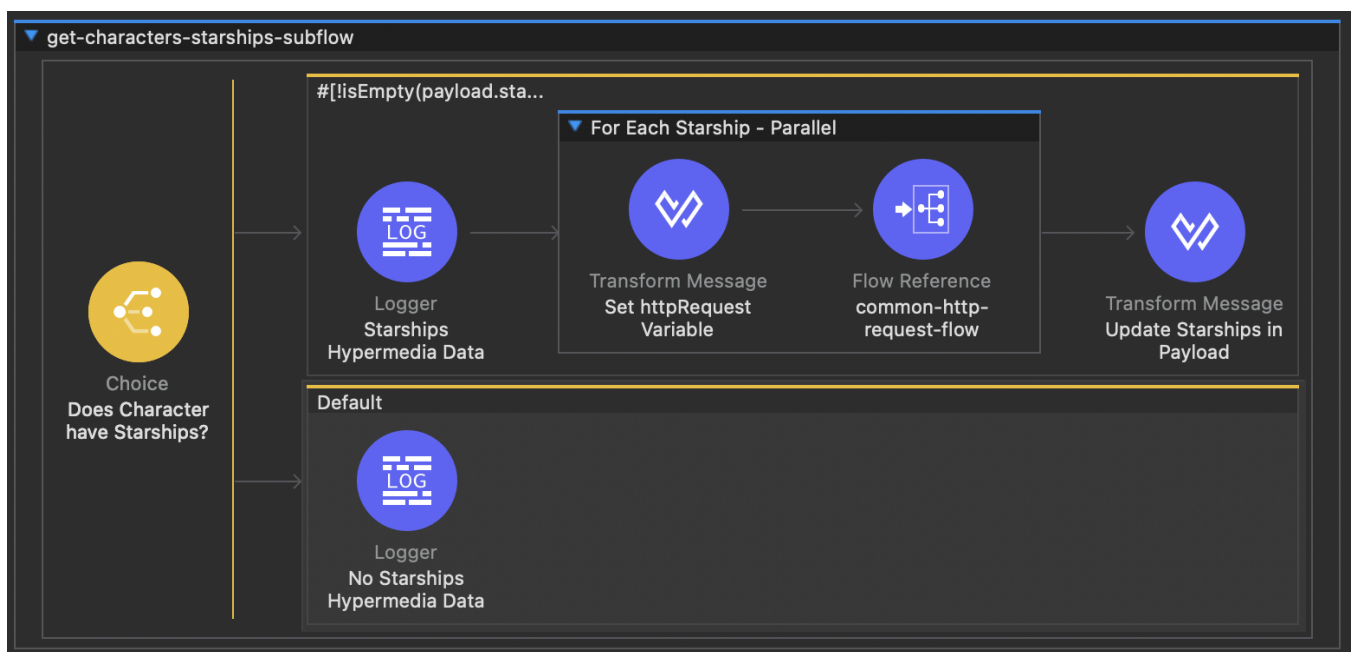 get-characters-starships-subflow
#[!isEmpty(payload.sta...
For Each Starship - Parallel
LOG
Logger
Starships
Hypermedia Data
Transform Message
Set httpRequest
Variable
Flow Reference
common-http-
request-flow
Transform Message
Update Starships in
Payload
Choice
Does Character
have Starships?
Default
LOG
Logger
No Starships
Hypermedia Data